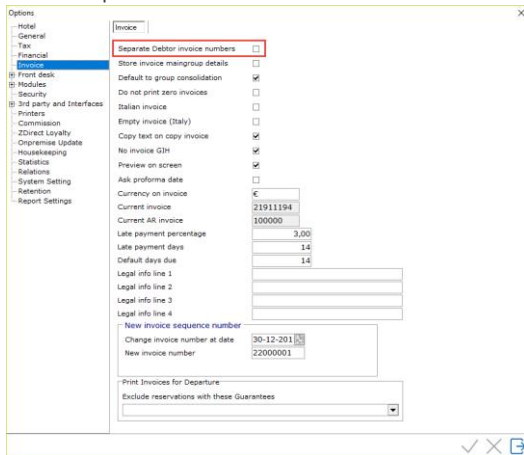 Options
Hotel
General
Tax
Financial
Invoice
Front desk
Modules
Security
3rd party and Interfaces
Printers
Commission
ZDirect Loyalty
Onpremise Update
Housekeeping
Statistics
Relations
System Setting
Retention
Report Settings
Invoice
Separate Debtor invoice numbers
Store invoice maingroup details
Default to group consolidation
Do not print zero invoices
Italian invoice
Empty invoice (Italy)
Copy text on copy invoice
No invoice GIH
Preview on screen
Ask proforma date
Currency on invoice €
Current invoice 21911194
Current AR invoice 100000
Late payment percentage 3,00
Late payment days 14
Default days due 14
Legal info line 1
Legal info line 2
Legal info line 3
Legal info line 4
New invoice sequence number
Change invoice number at date 30-12-201
New invoice number 22000001
Print Invoices for Departure
Exclude reservations with these Guarantees